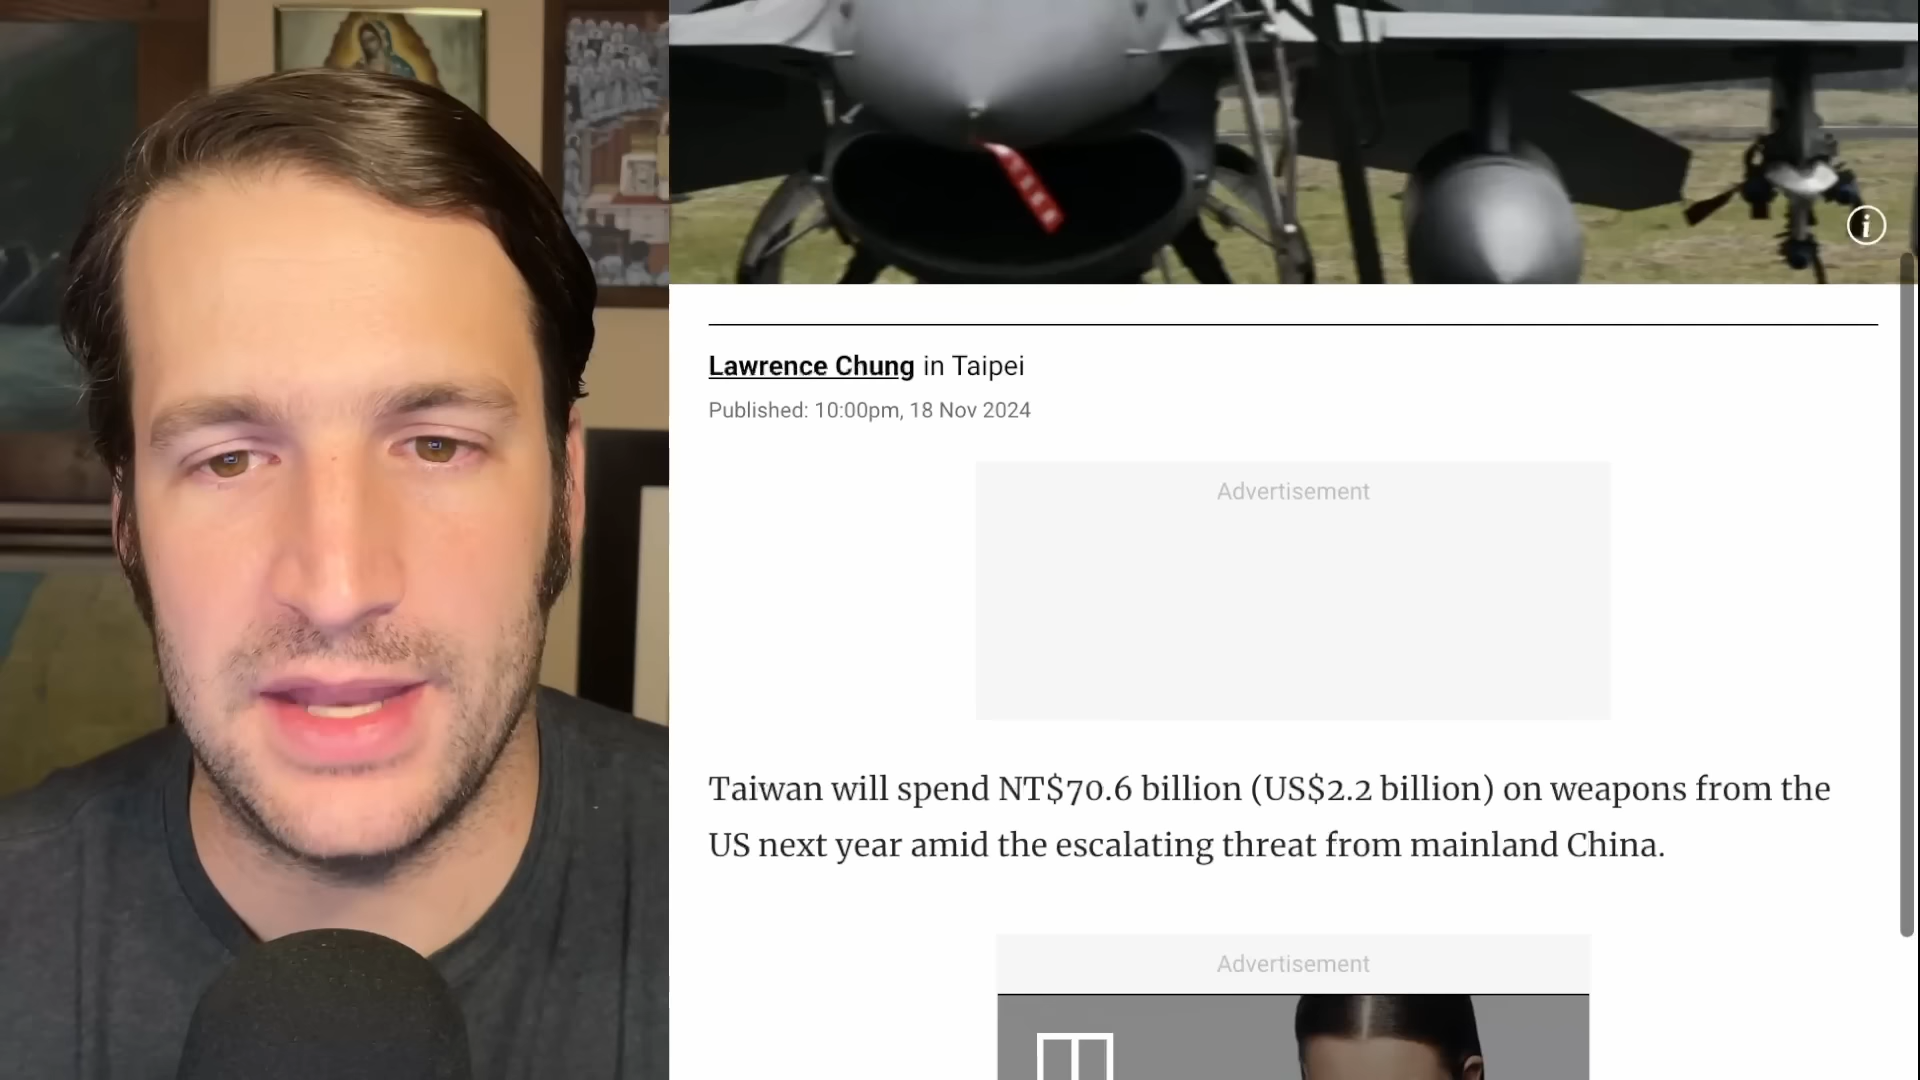 Lawrence Chung in Taipei
Published: 10:00pm, 18 Nov 2024
Advertisement
Taiwan will spend NT$70.6 billion (US$2.2 billion) on weapons from the
US next year amid the escalating threat from mainland China.
Advertisement